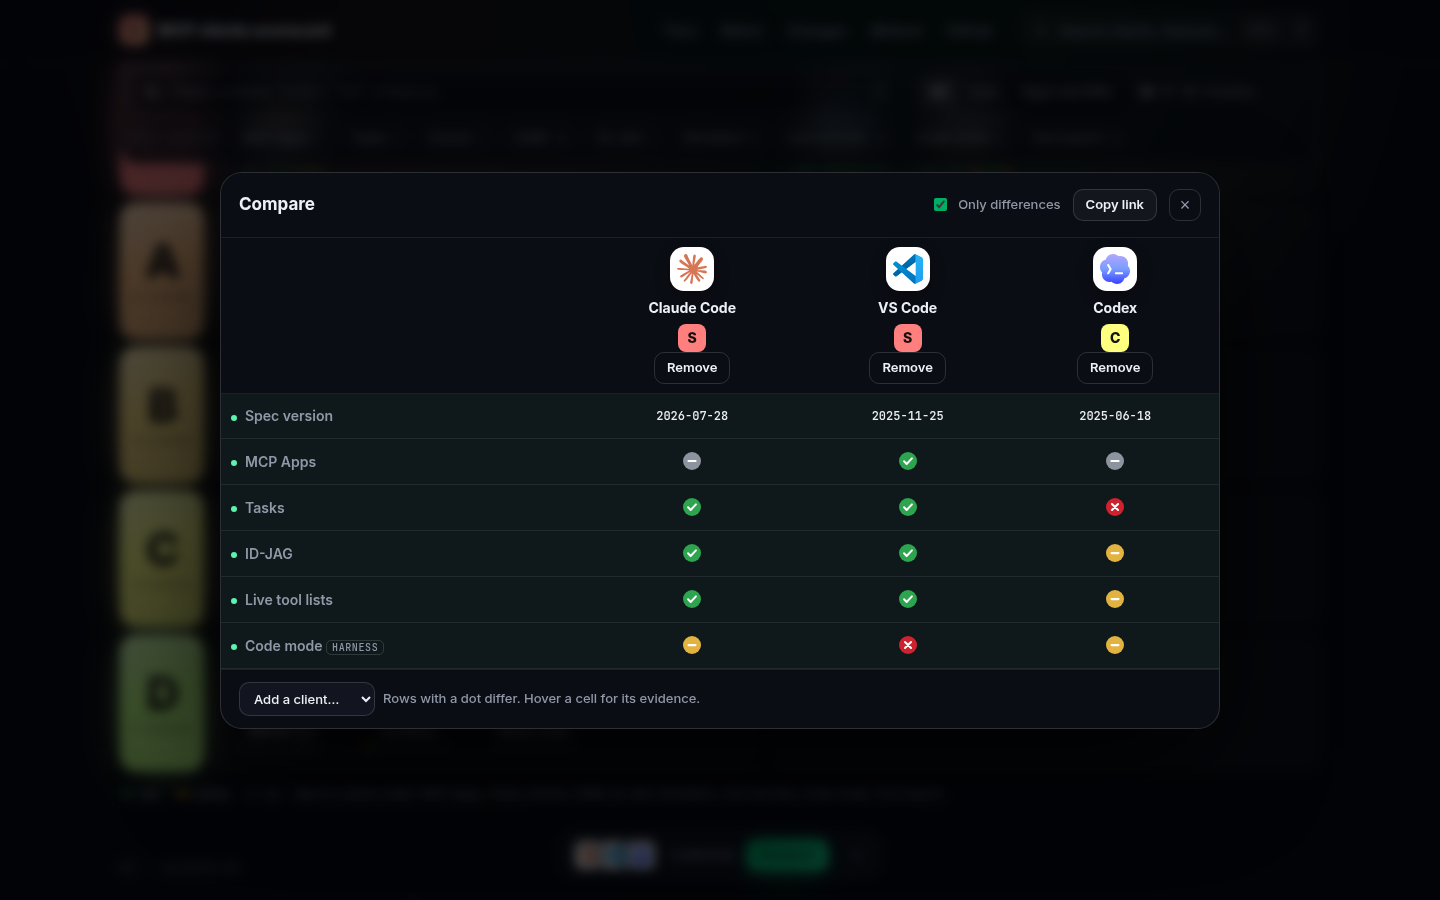 Compare
Only differences
Copy link
Claude Code
VS Code
Codex
S
S
C
Remove
Remove
Remove
Spec version
2026-07-28
2025-11-25
2025-06-18
MCP Apps
Tasks
ID-JAG
Live tool lists
Code mode HARNESS
Add a client...
Rows with a dot differ. Hover a cell for its evidence.
A
B
C
D